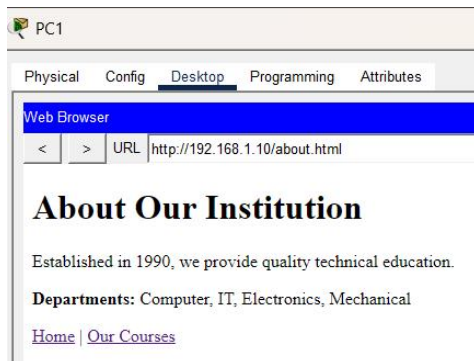 PC1
Physical Config Desktop Programming Attributes
Web Browser
< > URL http://192.168.1.10/about.html
About Our Institution
Established in 1990, we provide quality technical education.
Departments: Computer, IT, Electronics, Mechanical
Home | Our Courses